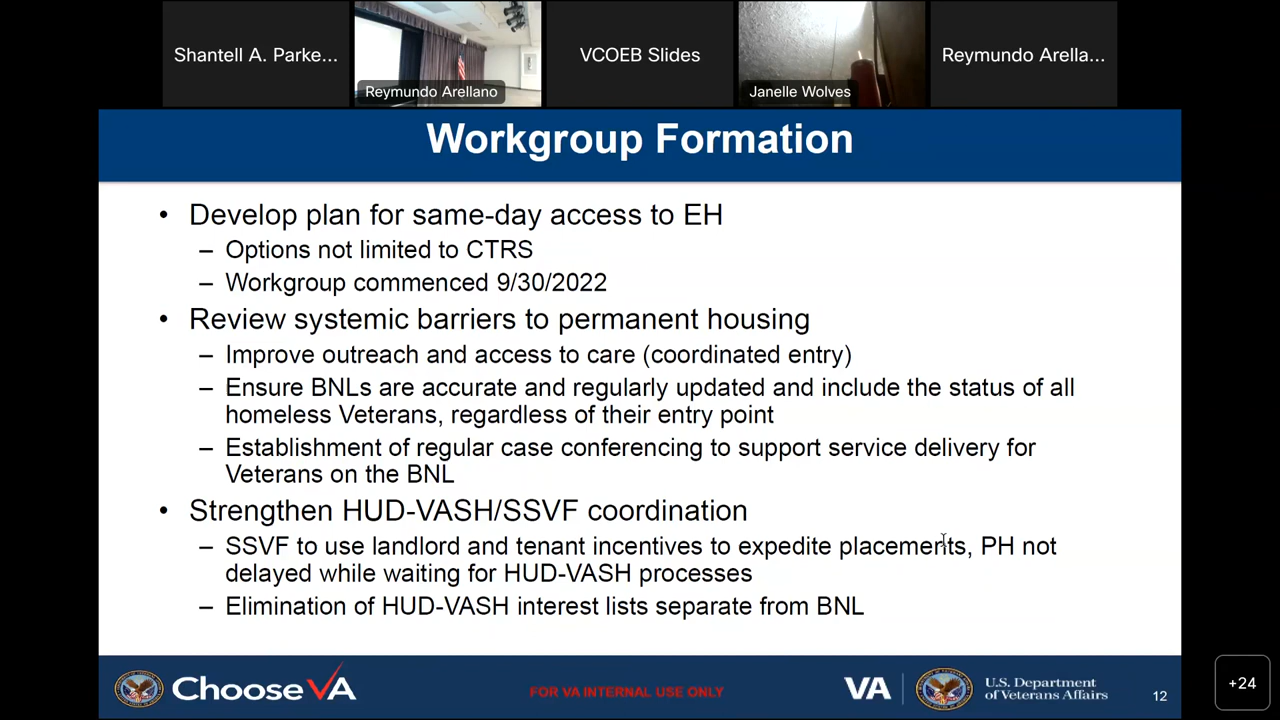 Shantell A. Parke...
Reymundo Arellano
VCOEB Slides
Janelle Wolves
Reymundo Arella...
Workgroup Formation
• Develop plan for same-day access to EH
– Options not limited to CTRS
– Workgroup commenced 9/30/2022
• Review systemic barriers to permanent housing
– Improve outreach and access to care (coordinated entry)
– Ensure BNLs are accurate and regularly updated and include the status of all
homeless Veterans, regardless of their entry point
– Establishment of regular case conferencing to support service delivery for
Veterans on the BNL
• Strengthen HUD-VASH/SSVF coordination
– SSVF to use landlord and tenant incentives to expedite placements, PH not
delayed while waiting for HUD-VASH processes
– Elimination of HUD-VASH interest lists separate from BNL
Choose VA
FOR VA INTERNAL USE ONLY
VA
U.S. Department
of Veterans Affairs
12
+24